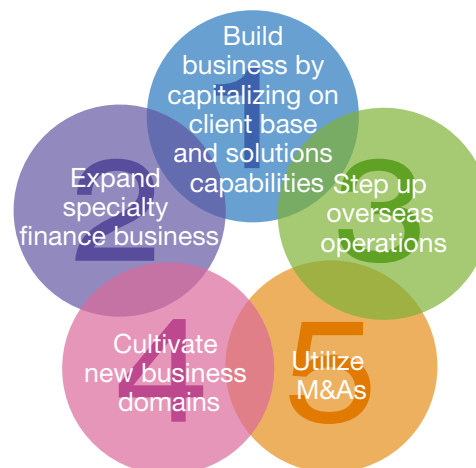 1
Build
business by
capitalizing on
client base
and solutions
capabilities
2
Expand
specialty
finance business
3
Step up
overseas
operations
4
Cultivate
new business
domains
5
Utilize
M&As